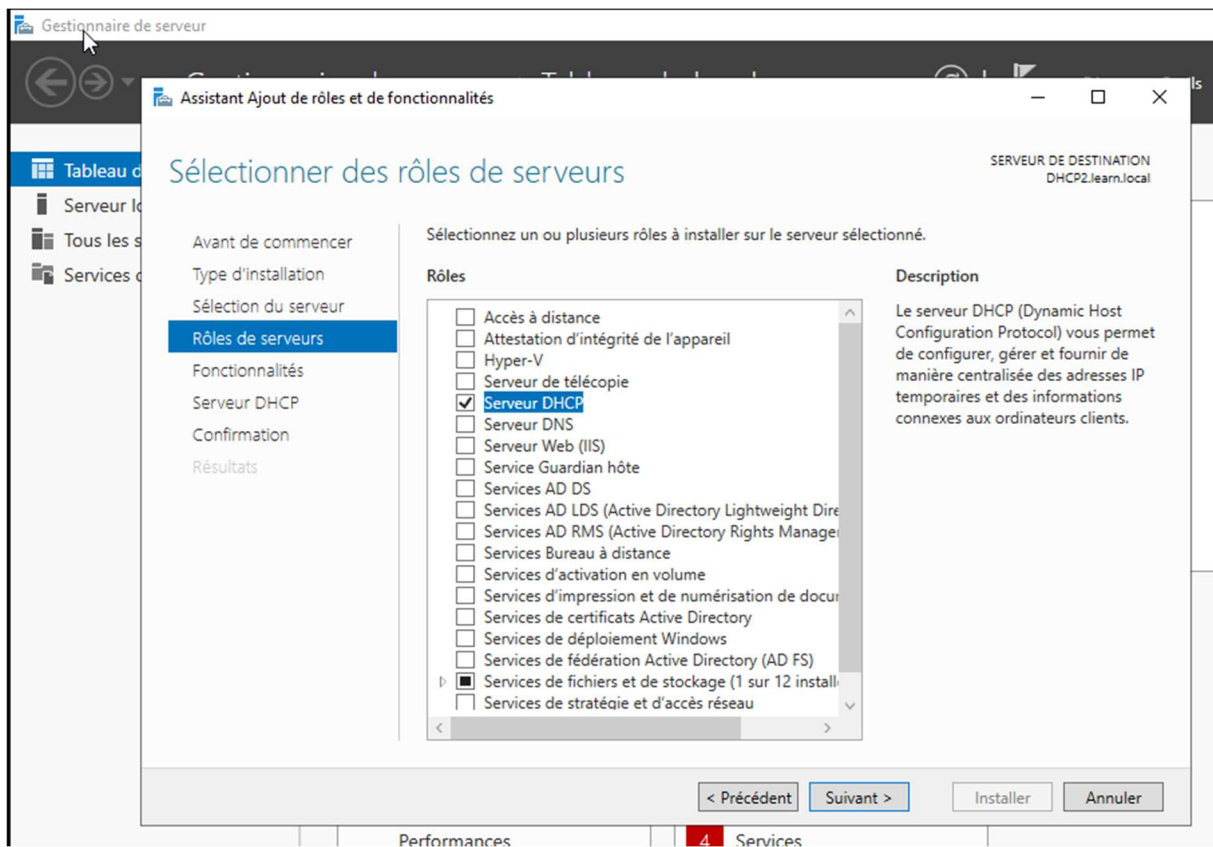 Gestionnaire de serveur
Assistant Ajout de rôles et de fonctionnalités
ls
Tableau d
Serveur lo
Tous les s
Services d
Sélectionner des rôles de serveurs
SERVEUR DE DESTINATION
DHCP2.learn.local
Avant de commencer
Type d'installation
Sélection du serveur
Rôles de serveurs
Fonctionnalités
Serveur DHCP
Confirmation
Résultats
Sélectionnez un ou plusieurs rôles à installer sur le serveur sélectionné.
Rôles
Accès à distance
Attestation d'intégrité de l'appareil
Hyper-V
Serveur de télécopie
Serveur DHCP
Serveur DNS
Serveur Web (IIS)
Service Guardian hôte
Services AD DS
Services AD LDS (Active Directory Lightweight Dire
Services AD RMS (Active Directory Rights Manager
Services Bureau à distance
Services d'activation en volume
Services d'impression et de numérisation de docur
Services de certificats Active Directory
Services de déploiement Windows
Services de fédération Active Directory (AD FS)
Services de fichiers et de stockage (1 sur 12 install
Services de stratégie et d'accès réseau
Description
Le serveur DHCP (Dynamic Host
Configuration Protocol) vous permet
de configurer, gérer et fournir de
manière centralisée des adresses IP
temporaires et des informations
connexes aux ordinateurs clients.
< Précédent
Suivant >
Installer
Annuler
Performances
4 Services